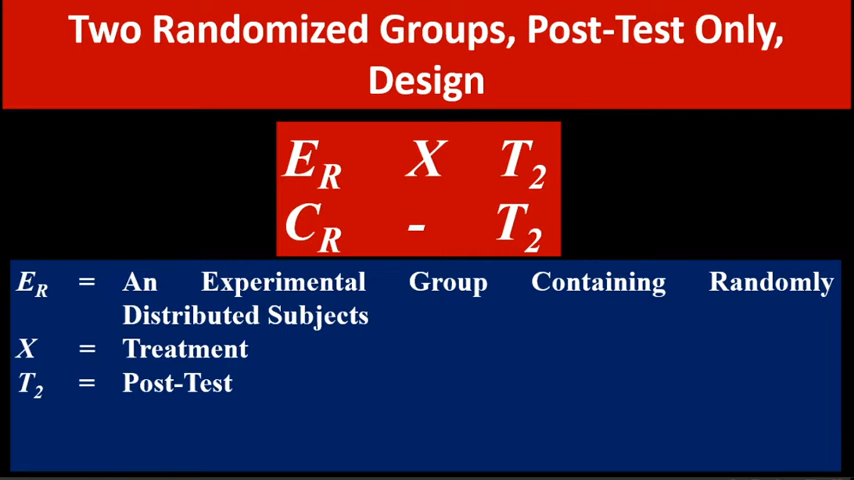 Two Randomized Groups, Post-Test Only,
Design
E_R X T_2
C_R - T_2
E_R = An Experimental Group Containing Randomly
Distributed Subjects
X = Treatment
T_2 = Post-Test